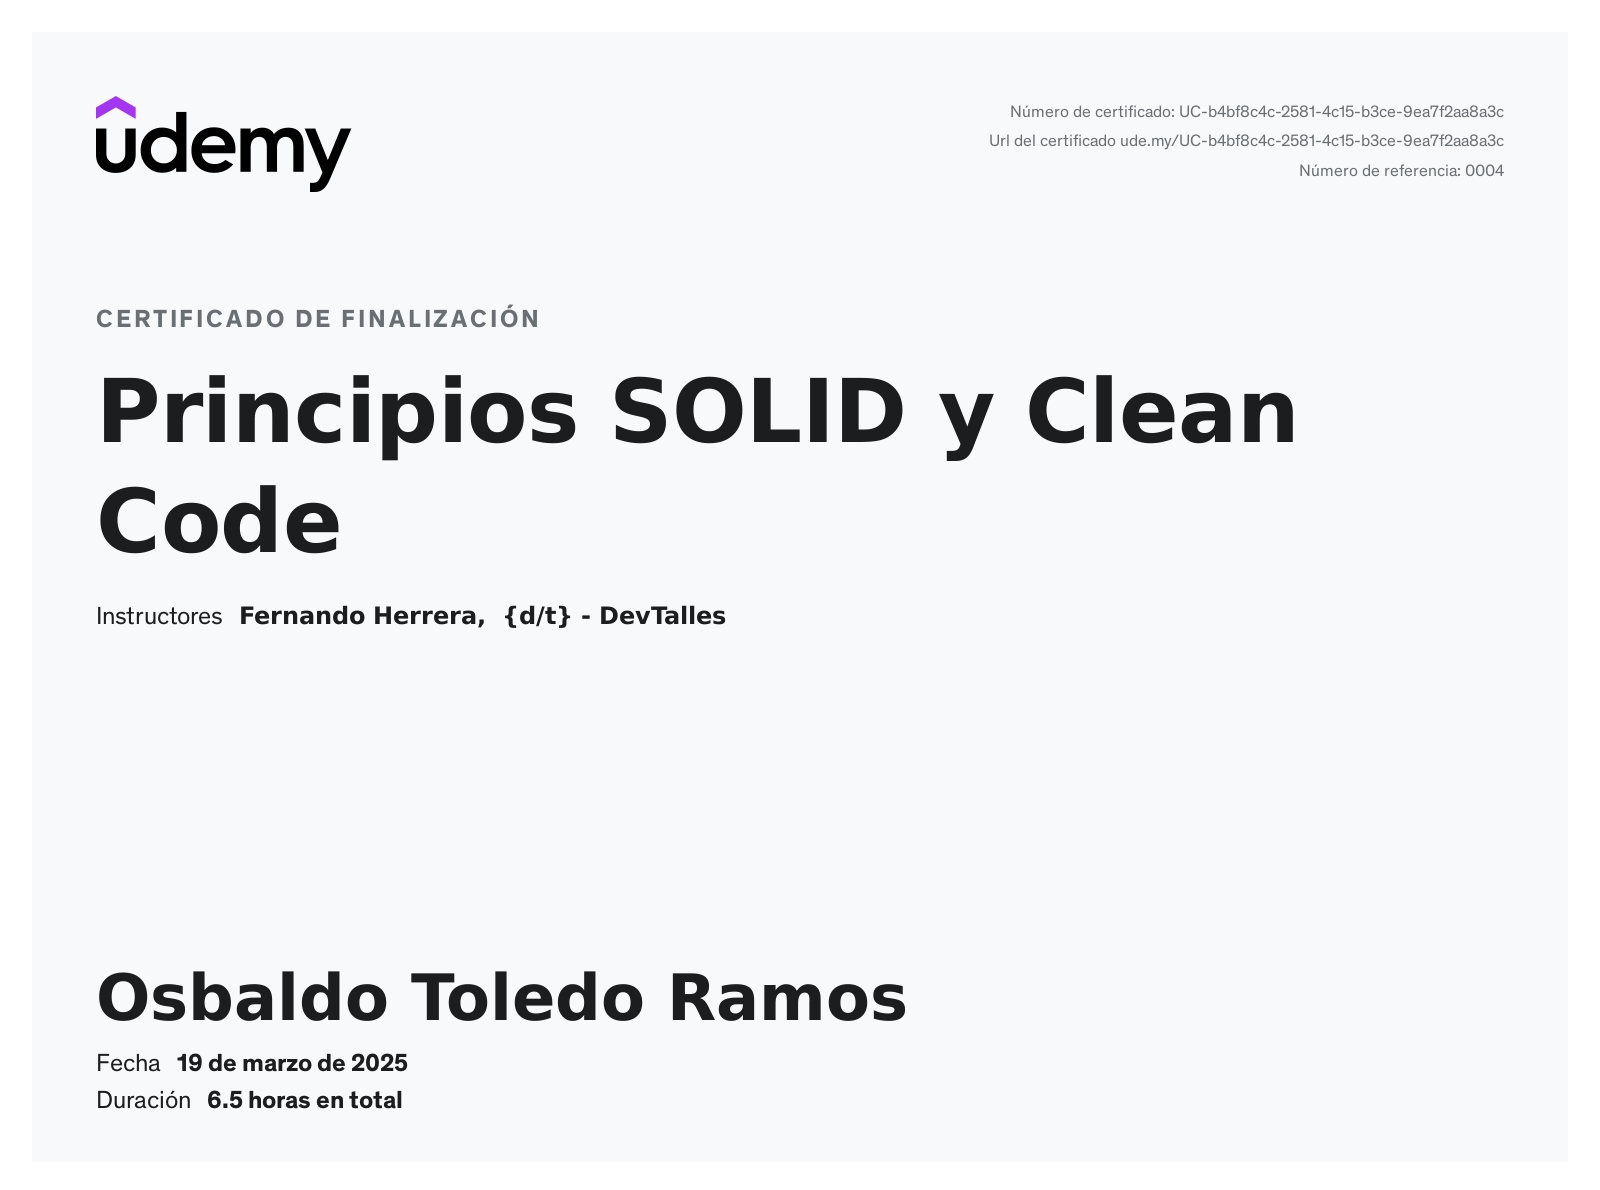 udemy
Número de certificado: UC-b4bf8c4c-2581-4c15-b3ce-9ea7f2aa8a3c
Url del certificado ude.my/UC-b4bf8c4c-2581-4c15-b3ce-9ea7f2aa8a3c
Número de referencia: 0004
CERTIFICADO DE FINALIZACIÓN
Principios SOLID y Clean
Code
Instructores Fernando Herrera, {d/t} - DevTalles
Osbaldo Toledo Ramos
Fecha 19 de marzo de 2025
Duración 6.5 horas en total